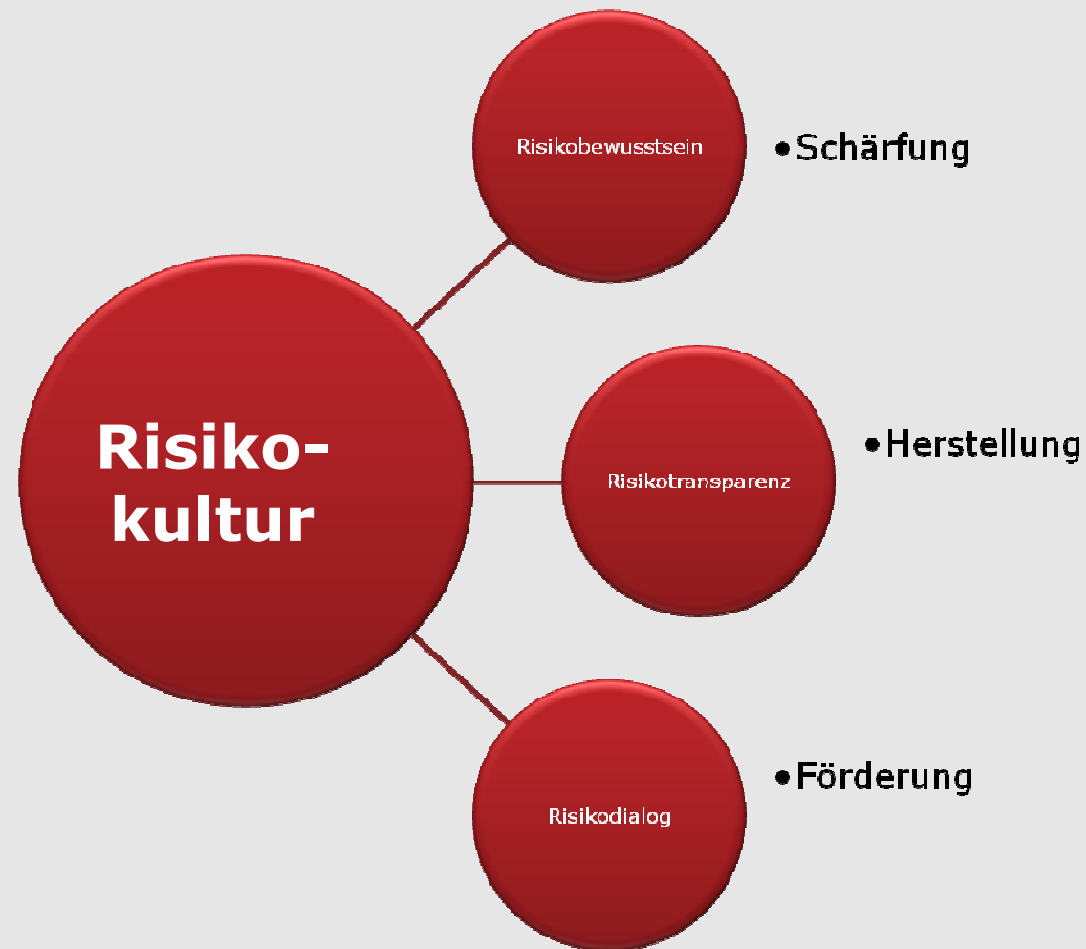 Risikobewusstsein
• Schärfung
Risiko-
kultur
Risikotransparenz
• Herstellung
Risikodialog
• Förderung